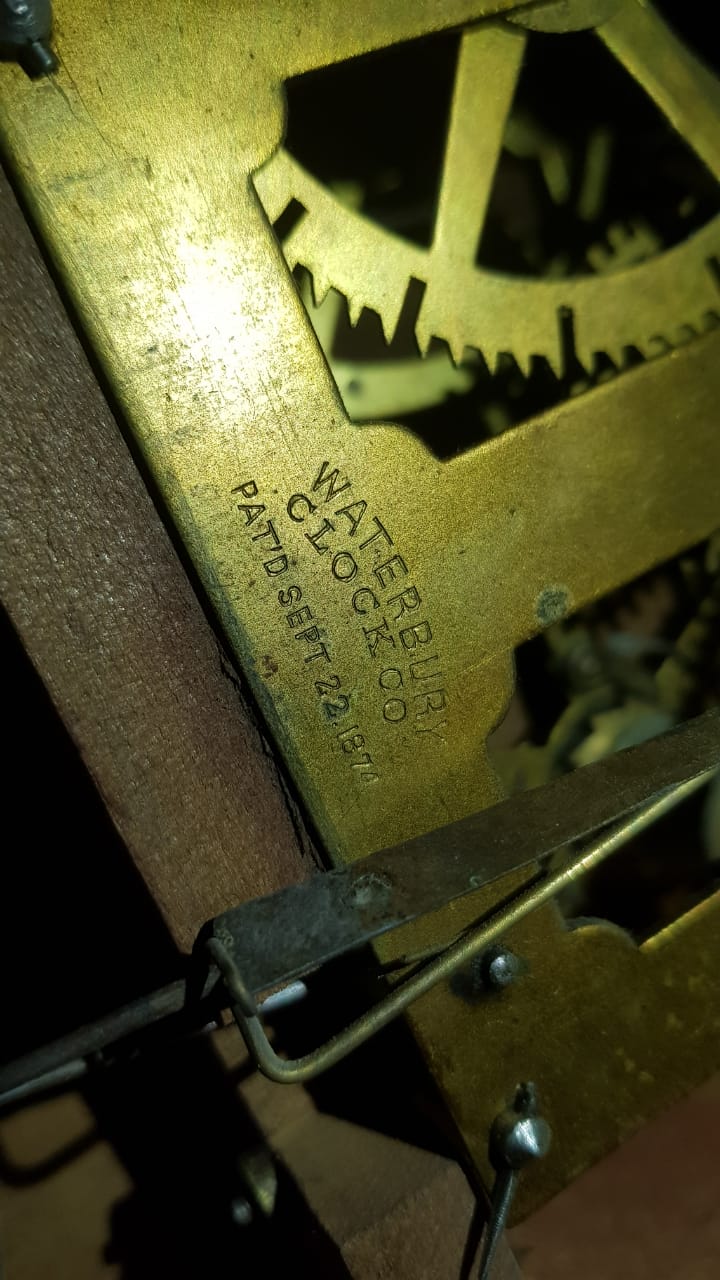 WATERBURY
CLOCK CO.
PAT'D SEPT 22, 1874